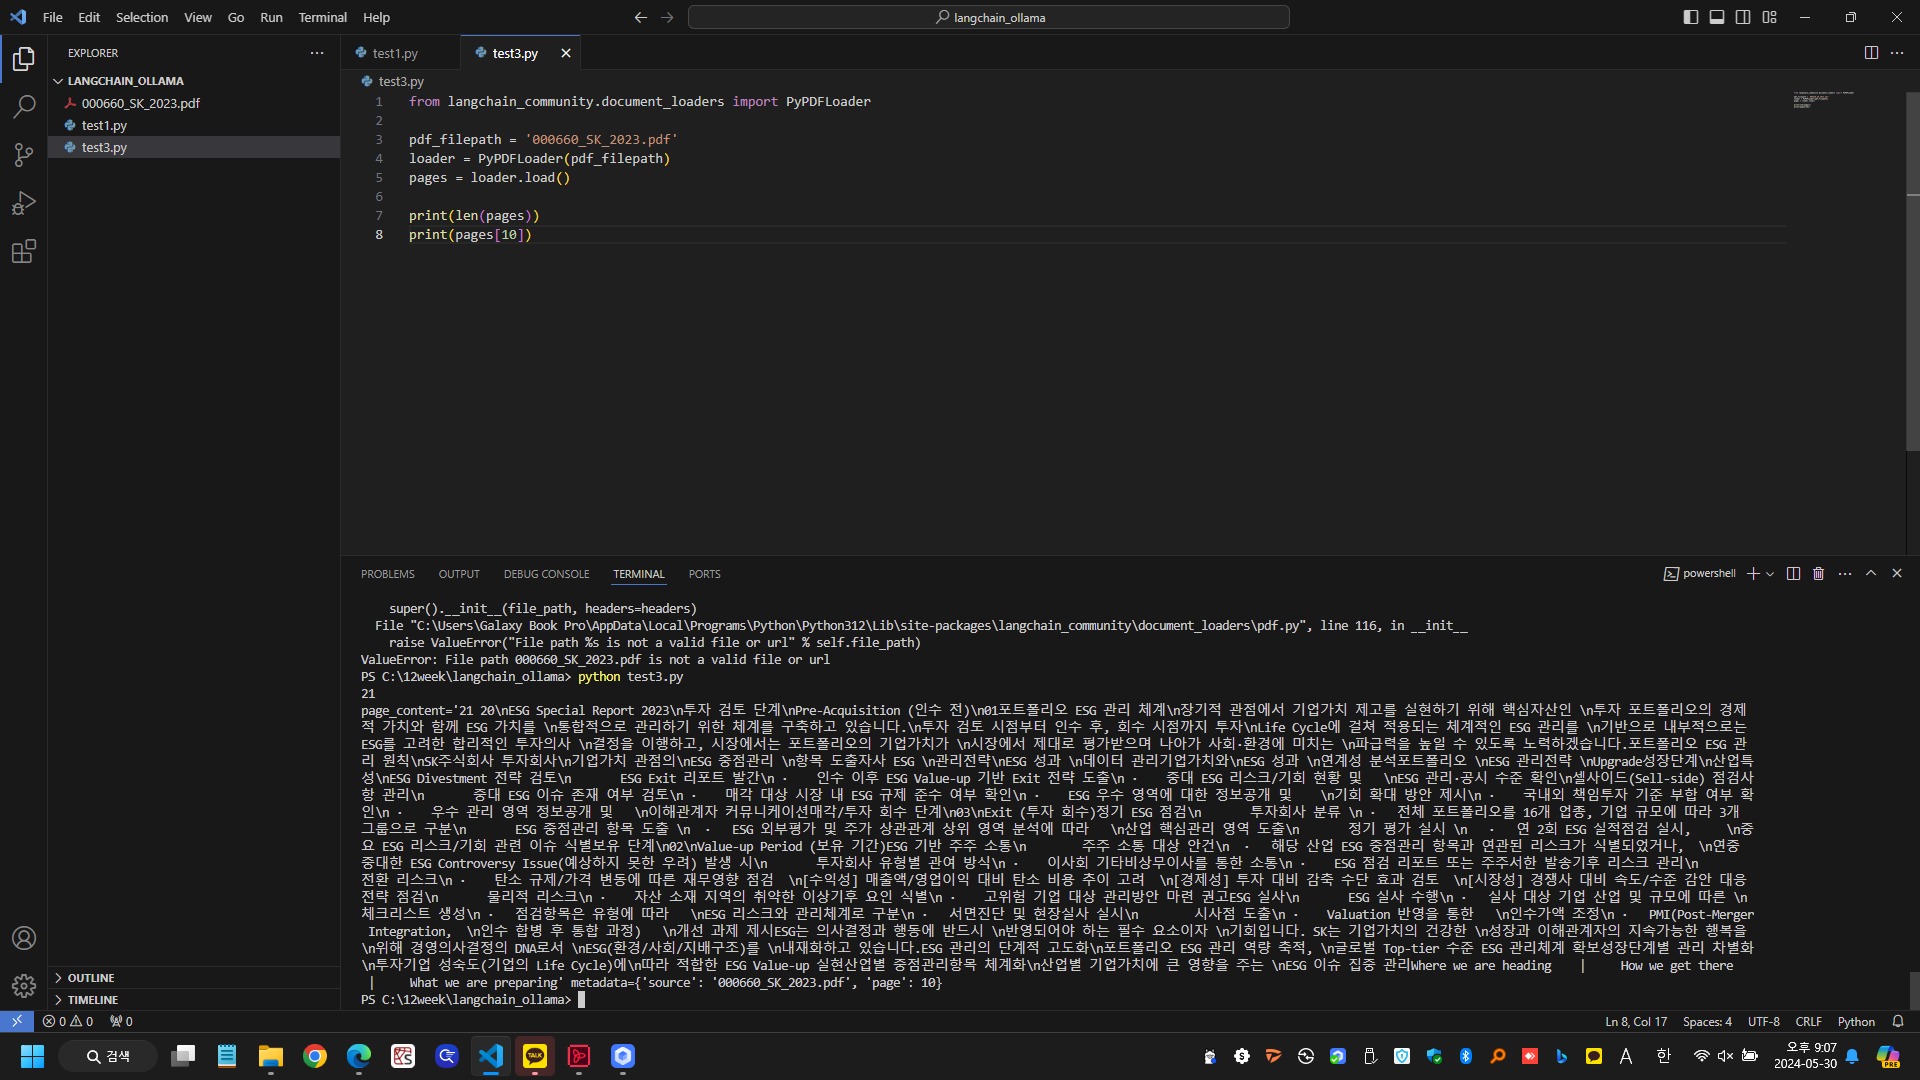 File Edit Selection View Go Run Terminal Help
langchain_ollama
EXPLORER
LANGCHAIN_OLLAMA
000660_SK_2023.pdf
test1.py
test3.py
OUTLINE
TIMELINE
test1.py
test3.py
test3.py
1 from langchain_community.document_loaders import PyPDFLoader
2
3 pdf_filepath = '000660_SK_2023.pdf'
4 loader = PyPDFLoader(pdf_filepath)
5 pages = loader.load()
6
7 print(len(pages))
8 print(pages[10])
PROBLEMS OUTPUT DEBUG CONSOLE TERMINAL PORTS
powershell
super().__init__(file_path, headers=headers)
File "C:\Users\Galaxy Book Pro\AppData\Local\Programs\Python\Python312\Lib\site-packages\langchain_community\document_loaders\pdf.py", line 116, in __init__
raise ValueError("File path %s is not a valid file or url" % self.file_path)
ValueError: File path 000660_SK_2023.pdf is not a valid file or url
PS C:\12week\langchain_ollama> python test3.py
21
page_content='21 20\nESG Special Report 2023\n투자 검토 단계\nPre-Acquisition (인수 전)\n01포트폴리오 ESG 관리 체계\n장기적 관점에서 기업가치 제고를 실현하기 위해 핵심자산인 \n투자 포트폴리오의 경제
적 가치와 함께 ESG 가치를 \n통합적으로 관리하기 위한 체계를 구축하고 있습니다.\n투자 검토 시점부터 인수 후, 회수 시점까지 투자\nLife Cycle에 걸쳐 적용되는 체계적인 ESG 관리를 \n기반으로 내부적으로는
ESG를 고려한 합리적인 투자의사 \n결정을 이행하고, 시장에서는 포트폴리오의 기업가치가 \n시장에서 제대로 평가받으며 나아가 사회·환경에 미치는 \n파급력을 높일 수 있도록 노력하겠습니다.포트폴리오 ESG 관
리 원칙\nSK주식회사 투자회사\n기업가치 관점의\nESG 중점관리 \n항목 도출자사 ESG \n관리전략\nESG 성과 \n데이터 관리기업가치와\nESG 성과 \n연계성 분석포트폴리오 \nESG 관리전략 \nUpgrade성장단계\n산업특
성\nESG Divestment 전략 검토\n ESG Exit 리포트 발간\n · 인수 이후 ESG Value-up 기반 Exit 전략 도출\n · 중대 ESG 리스크/기회 현황 및 \nESG 관리·공시 수준 확인\n셀사이드(Sell-side) 점검사
항 관리\n 중대 ESG 이슈 존재 여부 검토\n · 매각 대상 시장 내 ESG 규제 준수 여부 확인\n · ESG 우수 영역에 대한 정보공개 및 \n기회 확대 방안 제시\n · 국내외 책임투자 기준 부합 여부 확
인\n · 우수 관리 영역 정보공개 및 \n이해관계자 커뮤니케이션매각/투자 회수 단계\n03\nExit (투자 회수)정기 ESG 점검\n 투자회사 분류 \n · 전체 포트폴리오를 16개 업종, 기업 규모에 따라 3개
그룹으로 구분\n ESG 중점관리 항목 도출 \n · ESG 외부평가 및 주가 상관관계 상위 영역 분석에 따라 \n산업 핵심관리 영역 도출\n 정기 평가 실시 \n · 연 2회 ESG 실적점검 실시, \n중
요 ESG 리스크/기회 관련 이슈 식별보유 단계\n02\nValue-up Period (보유 기간)ESG 기반 주주 소통\n 주주 소통 대상 안건\n · 해당 산업 ESG 중점관리 항목과 연관된 리스크가 식별되었거나, \n연중
중대한 ESG Controversy Issue(예상하지 못한 우려) 발생 시\n 투자회사 유형별 관여 방식\n · 이사회 기타비상무이사를 통한 소통\n · ESG 점검 리포트 또는 주주서한 발송기후 리스크 관리\n
전환 리스크\n · 탄소 규제/가격 변동에 따른 재무영향 점검 \n[수익성] 매출액/영업이익 대비 탄소 비용 추이 고려 \n[경제성] 투자 대비 감축 수단 효과 검토 \n[시장성] 경쟁사 대비 속도/수준 감안 대응
전략 점검\n 물리적 리스크\n · 자산 소재 지역의 취약한 이상기후 요인 식별\n · 고위험 기업 대상 관리방안 마련 권고ESG 실사\n ESG 실사 수행\n · 실사 대상 기업 산업 및 규모에 따른 \n
체크리스트 생성\n · 점검항목은 유형에 따라 \nESG 리스크와 관리체계로 구분\n · 서면진단 및 현장실사 실시\n 시사점 도출\n · Valuation 반영을 통한 \n인수가액 조정\n · PMI(Post-Merger
Integration, \n인수 합병 후 통합 과정) \n개선 과제 제시ESG는 의사결정과 행동에 반드시 \n반영되어야 하는 필수 요소이자 \n기회입니다. SK는 기업가치의 건강한 \n성장과 이해관계자의 지속가능한 행복을
\n위해 경영의사결정의 DNA로서 \nESG(환경/사회/지배구조)를 \n내재화하고 있습니다.ESG 관리의 단계적 고도화\n포트폴리오 ESG 관리 역량 축적, \n글로벌 Top-tier 수준 ESG 관리체계 확보성장단계별 관리 차별화
\n투자기업 성숙도(기업의 Life Cycle)에\n따라 적합한 ESG Value-up 실현산업별 중점관리항목 체계화\n산업별 기업가치에 큰 영향을 주는 \nESG 이슈 집중 관리Where we are heading | How we get there
| What we are preparing' metadata={'source': '000660_SK_2023.pdf', 'page': 10}
PS C:\12week\langchain_ollama>
0 0 0
Ln 8, Col 17 Spaces: 4 UTF-8 CRLF Python
검색
TALK
A 한
오후 9:07
2024-05-30
PRE